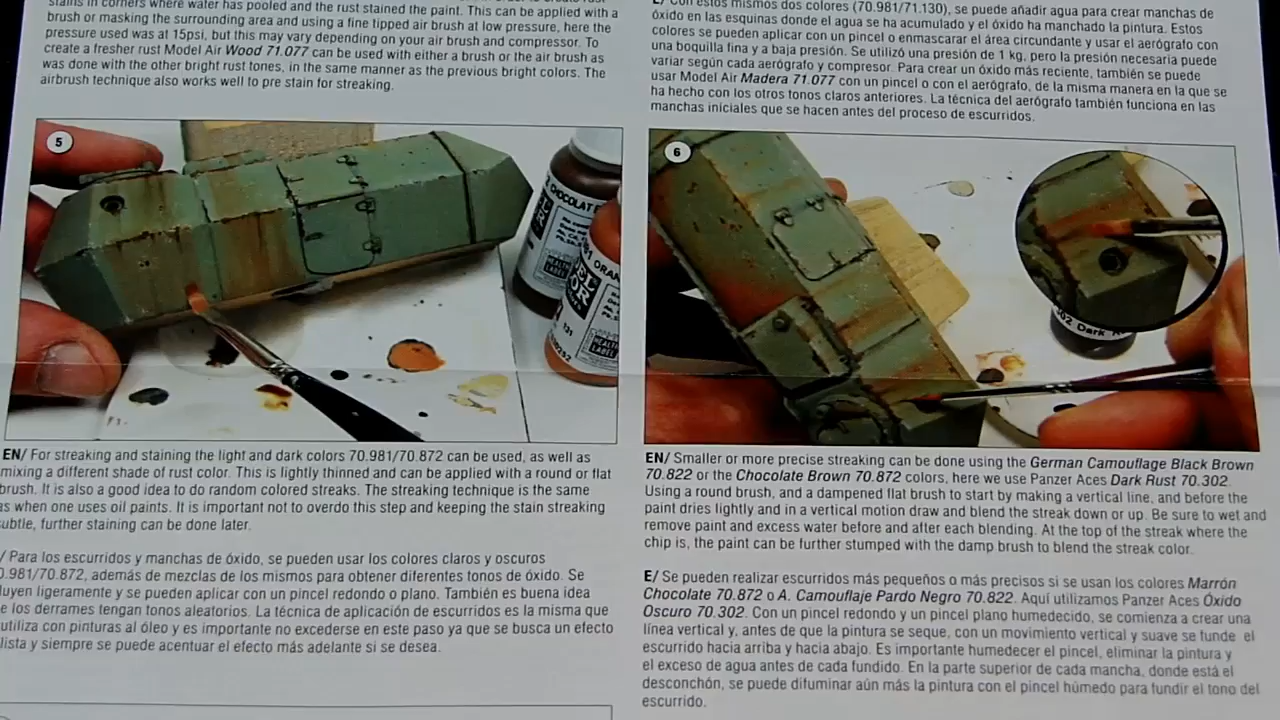 stains in corners where water has pooled and the rust stained the paint. This can be applied with a
brush or masking the surrounding area and using a fine tipped air brush at low pressure, here the
pressure used was at 15psi, but this may vary depending on your air brush and compressor. To
create a fresher rust Model Air Wood 71.077 can be used with either a brush or the air brush as
was done with the other bright rust tones, in the same manner as the previous bright colors. The
airbrush technique also works well to pre stain for streaking.
5
CHOCOLAT
ORAN
HEALTH
LABEL
HEALTH
LABEL
EN/ For streaking and staining the light and dark colors 70.981/70.872 can be used, as well as
mixing a different shade of rust color. This is lightly thinned and can be applied with a round or flat
brush. It is also a good idea to do random colored streaks. The streaking technique is the same
as when one uses oil paints. It is important not to overdo this step and keeping the stain streaking
subtle, further staining can be done later.
/ Para los escurridos y manchas de óxido, se pueden usar los colores claros y oscuros
0.981/70.872, además de mezclas de los mismos para obtener diferentes tonos de óxido. Se
luyen ligeramente y se pueden aplicar con un pincel redondo o plano. También es buena idea
e los derrames tengan tonos aleatorios. La técnica de aplicación de escurridos es la misma que
utiliza con pinturas al óleo y es importante no excederse en este paso ya que se busca un efecto
lista y siempre se puede acentuar el efecto más adelante si se desea.
E/ Con estos mismos dos colores (70.981/71.130), se puede añadir agua para crear manchas de
óxido en las esquinas donde el agua se ha acumulado y el óxido ha manchado la pintura. Estos
colores se pueden aplicar con un pincel o enmascarar el área circundante y usar el aerógrafo con
una boquilla fina y a baja presión. Se utilizó una presión de 1 kg, pero la presión necesaria puede
variar según cada aerógrafo y compresor. Para crear un óxido más reciente, también se puede
usar Model Air Madera 71.077 con un pincel o con el aerógrafo, de la misma manera en la que se
ha hecho con los otros tonos claros anteriores. La técnica del aerógrafo también funciona en las
manchas iniciales que se hacen antes del proceso de escurridos.
6
302 Dark
EN/ Smaller or more precise streaking can be done using the German Camouflage Black Brown
70.822 or the Chocolate Brown 70.872 colors, here we use Panzer Aces Dark Rust 70.302.
Using a round brush, and a dampened flat brush to start by making a vertical line, and before the
paint dries lightly and in a vertical motion draw and blend the streak down or up. Be sure to wet and
remove paint and excess water before and after each blending. At the top of the streak where the
chip is, the paint can be further stumped with the damp brush to blend the streak color.
E/ Se pueden realizar escurridos más pequeños o más precisos si se usan los colores Marrón
Chocolate 70.872 o A. Camuflaje Pardo Negro 70.822. Aquí utilizamos Panzer Aces Óxido
Oscuro 70.302. Con un pincel redondo y un pincel plano humedecido, se comienza a crear una
línea vertical y, antes de que la pintura se seque, con un movimiento vertical y suave se funde el
escurrido hacia arriba y hacia abajo. Es importante humedecer el pincel, eliminar la pintura y
el exceso de agua antes de cada fundido. En la parte superior de cada mancha, donde está el
desconchón, se puede difuminar aún más la pintura con el pincel húmedo para fundir el tono del
escurrido.